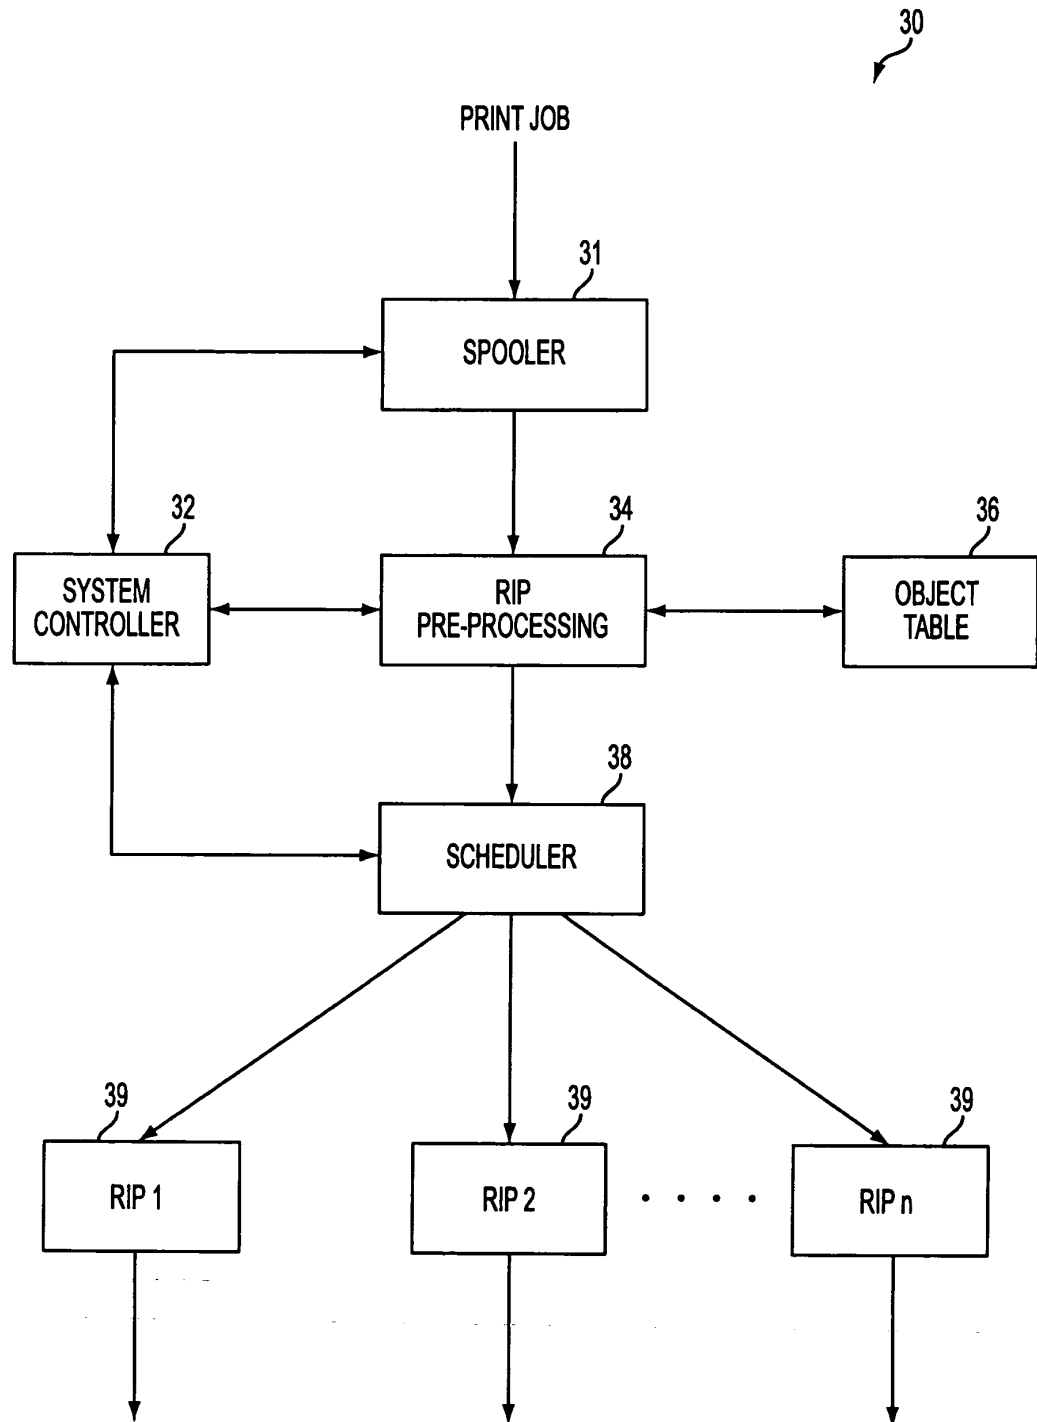 30
PRINT JOB
31
SPOOLER
32
SYSTEM
CONTROLLER
34
RIP
PRE-PROCESSING
36
OBJECT
TABLE
38
SCHEDULER
39
RIP 1
39
RIP 2
39
RIP n